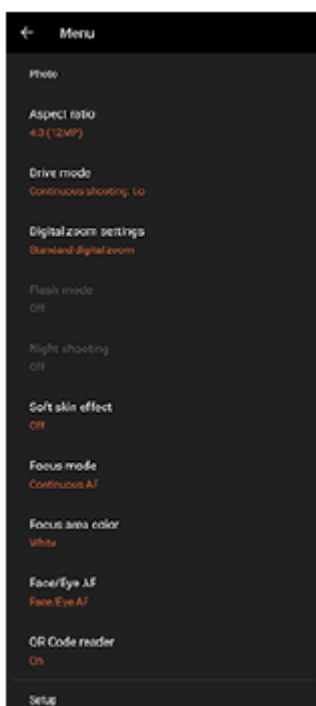 Menu
Photo
Aspect ratio
4:3 (12MP)
Drive mode
Continuous shooting: Lo
Digital zoom settings
Standard digital zoom
Flash mode
Off
Night shooting
Off
Soft skin effect
Off
Focus mode
Continuous AF
Focus area color
White
Face/Eye AF
Face/Eye AF
QR Code reader
On
Setup